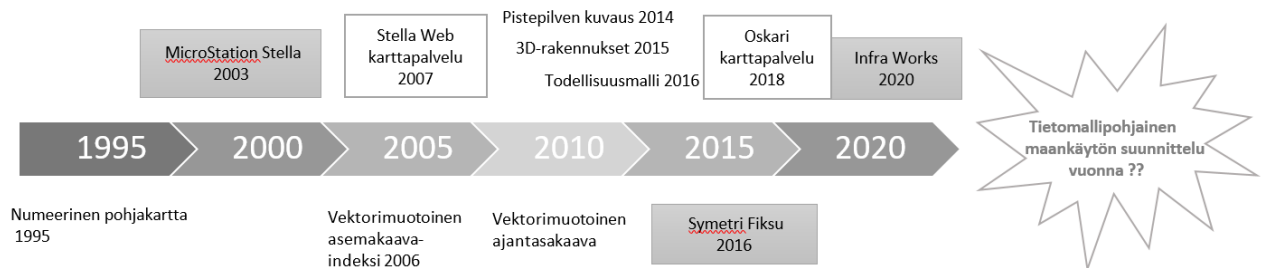 MicroStation Stella
2003
Stella Web
karttapalvelu
2007
Pistepilven kuvaus 2014
3D-rakennukset 2015
Todellisuusmalli 2016
Oskari
karttapalvelu
2018
Infra Works
2020
1995
2000
2005
2010
2015
2020
Tietomallipohjainen
maankäytön suunnittelu
vuonna ??
Numeerinen pohjakartta
1995
Vektorimuotoinen
asemakaava-
indeksi 2006
Vektorimuotoinen
ajantasakaava
Symetri Fiksu
2016